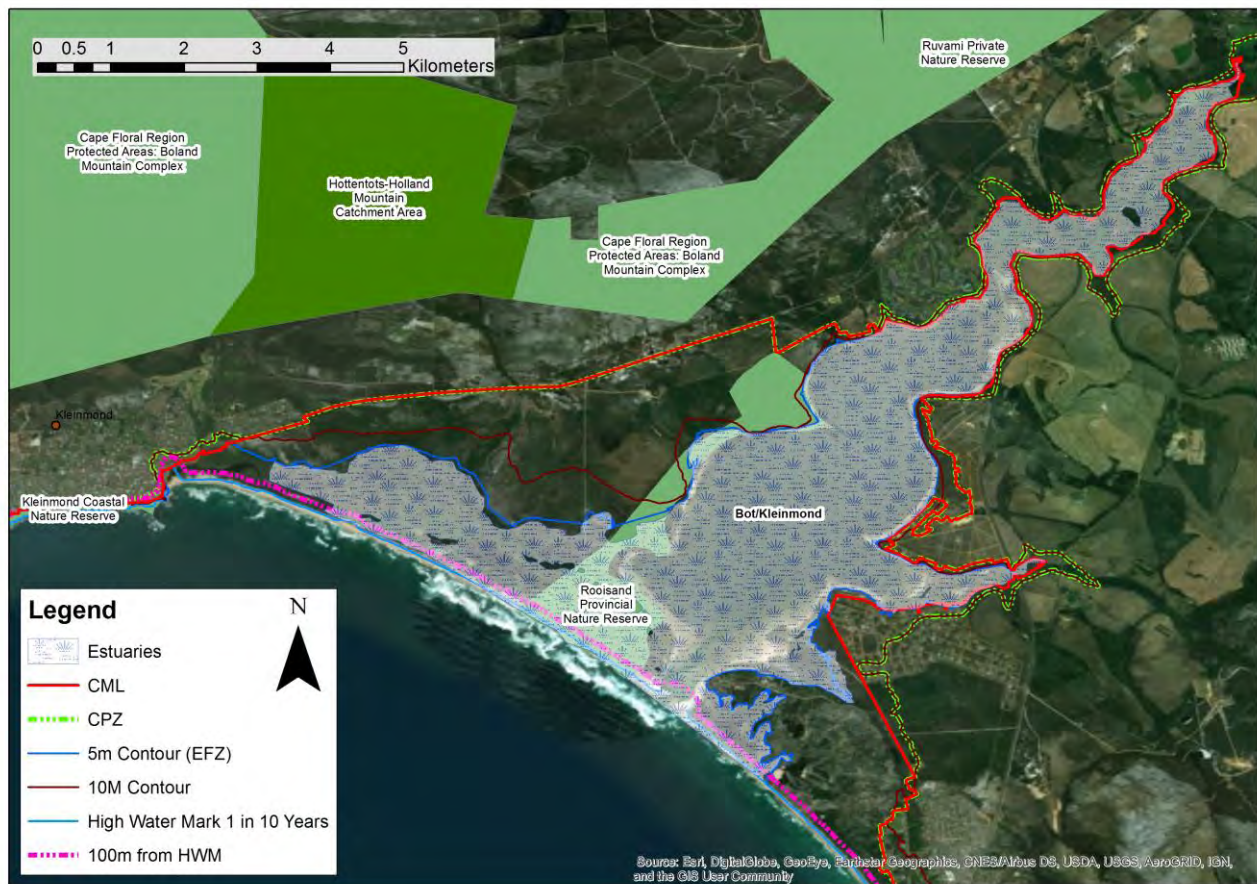 0 0.5 1 2 3 4 5
Kilometers
Ruvami Private
Nature Reserve
Cape Floral Region
Protected Areas: Boland
Mountain Complex
Hottentots-Holland
Mountain
Catchment Area
Cape Floral Region
Protected Areas: Boland
Mountain Complex
Kleinmond
Kleinmond Coastal
Nature Reserve
Bot/Kleinmond
Rooisand
Provincial
Nature Reserve
Legend
N
Estuaries
CML
CPZ
5m Contour (EFZ)
10M Contour
High Water Mark 1 in 10 Years
100m from HWM
Source: Esri, DigitalGlobe, GeoEye, Earthstar Geographics, CNES/Airbus DS, USDA, USGS, AeroGRID, IGN,
and the GIS User Community